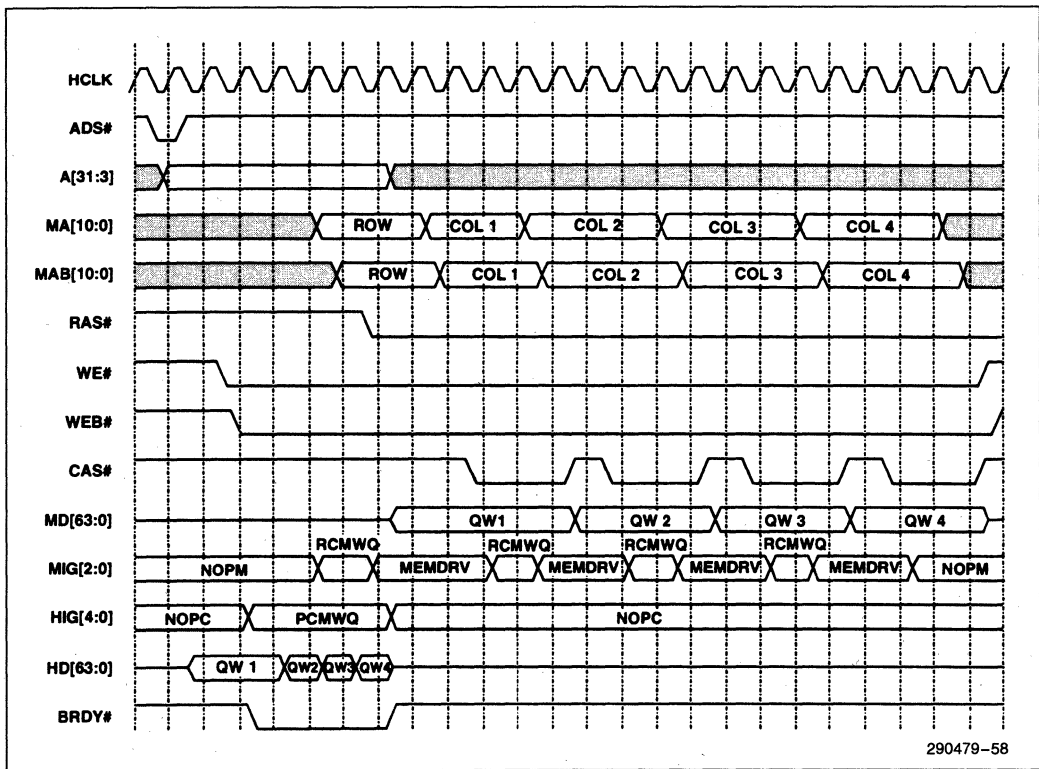 HCLK
ADS#
A[31:3]
MA[10:0] ROW COL 1 COL 2 COL 3 COL 4
MAB[10:0] ROW COL 1 COL 2 COL 3 COL 4
RAS#
WE#
WEB#
CAS#
MD[63:0] QW1 QW 2 QW 3 QW 4
RCMWQ RCMWQ RCMWQ RCMWQ
MIG[2:0] NOPM MEMDRV MEMDRV MEMDRV MEMDRV NOPM
HIG[4:0] NOPC PCMWQ NOPC
HD[63:0] QW 1 QW2 QW3 QW4
BRDY#
290479–58